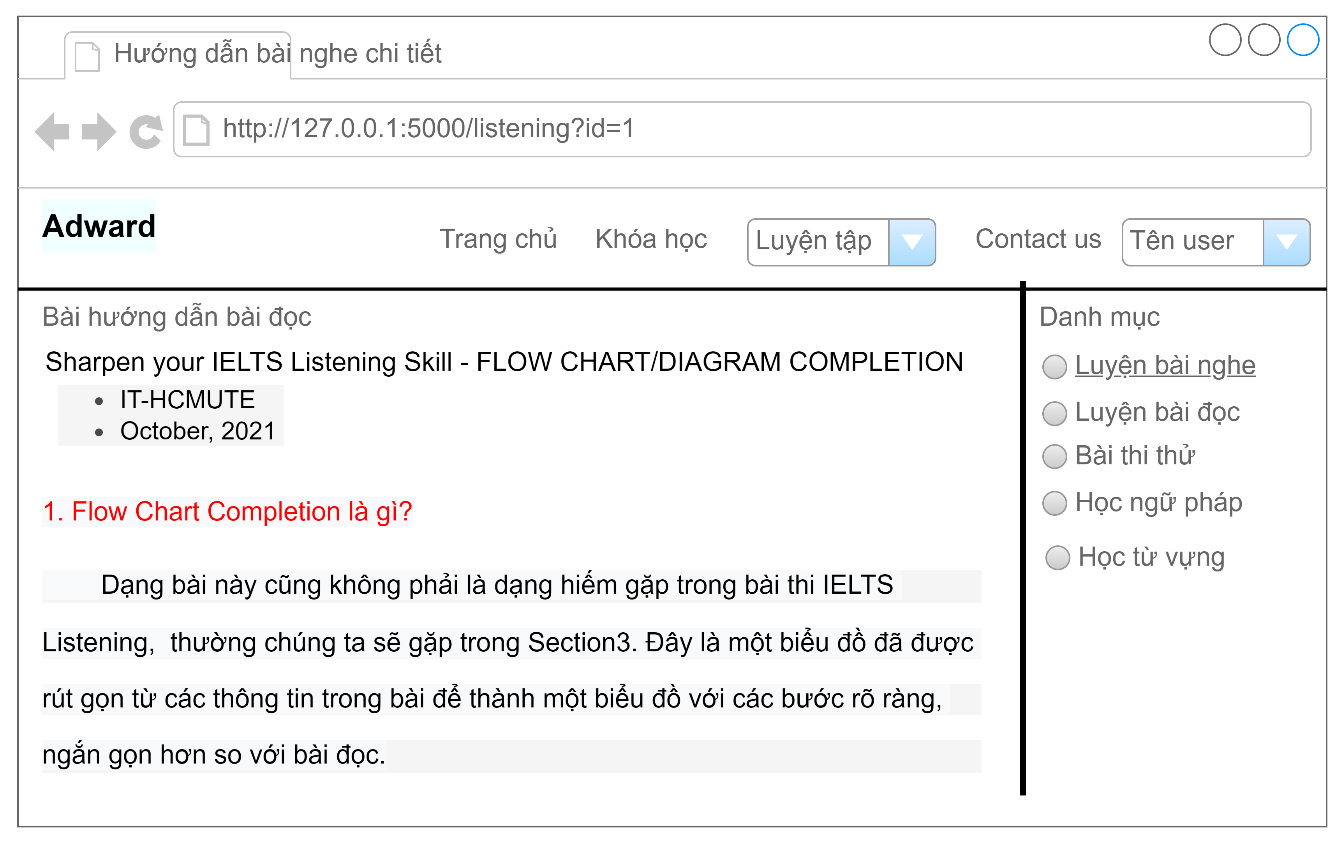 Hướng dẫn bài nghe chi tiết
http://127.0.0.1:5000/listening?id=1
Adward
Trang chủ
Khóa học
Luyện tập
Contact us
Tên user
Bài hướng dẫn bài đọc
Sharpen your IELTS Listening Skill - FLOW CHART/DIAGRAM COMPLETION
• IT-HCMUTE
• October, 2021
1. Flow Chart Completion là gì?
Dạng bài này cũng không phải là dạng hiếm gặp trong bài thi IELTS
Listening, thường chúng ta sẽ gặp trong Section3. Đây là một biểu đồ đã được
rút gọn từ các thông tin trong bài để thành một biểu đồ với các bước rõ ràng,
ngắn gọn hơn so với bài đọc.
Danh mục
Luyện bài nghe
Luyện bài đọc
Bài thi thử
Học ngữ pháp
Học từ vựng